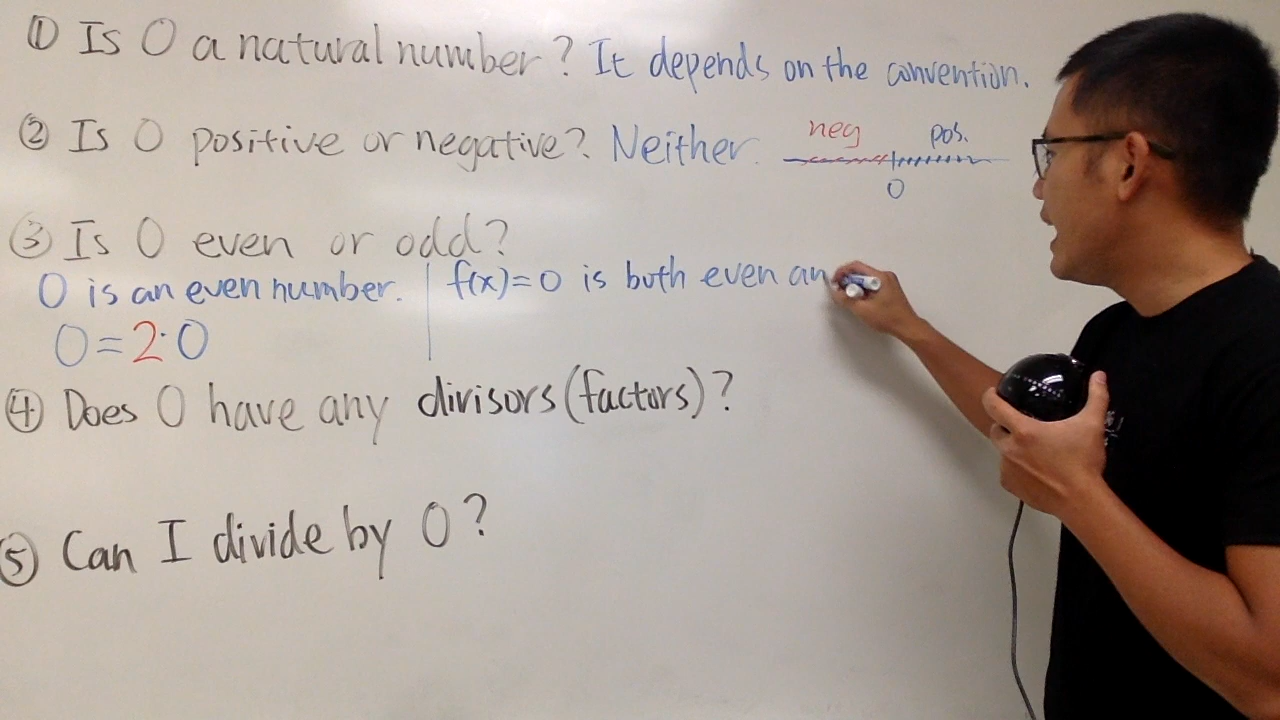 ① Is 0 a natural number? It depends on the convention.
② Is 0 positive or negative? Neither.
neg pos.
0
③ Is 0 even or odd?
0 is an even number. f(x)=0 is both even an
0=2·0
④ Does 0 have any divisors (factors)?
⑤ Can I divide by 0?